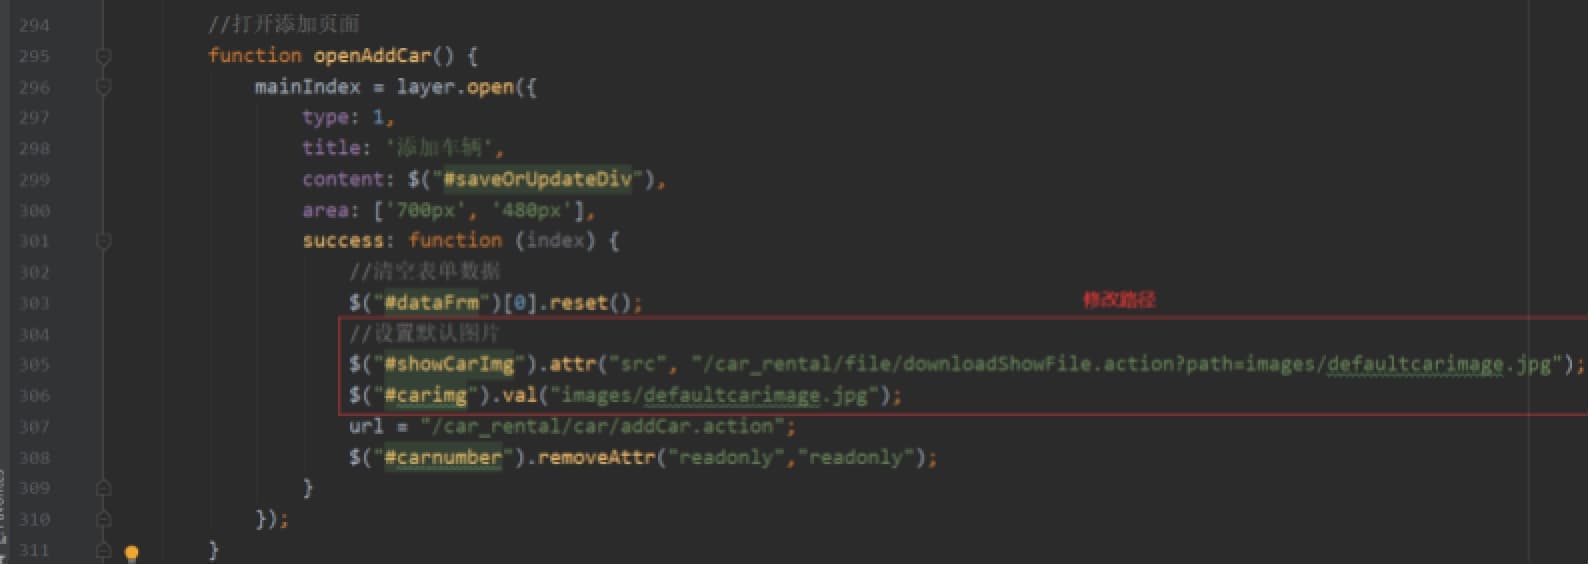 294 //打开添加页面
295 function openAddCar() {
296 mainIndex = layer.open({
297 type: 1,
298 title: '添加车辆',
299 content: $("#saveOrUpdateDiv"),
300 area: ['700px', '480px'],
301 success: function (index) {
302 //清空表单数据
303 $("#dataFrm")[0].reset();
修改路径
304 //设置默认图片
305 $("#showCarImg").attr("src", "/car_rental/file/downloadShowFile.action?path=images/defaultcarimage.jpg");
306 $("#carimg").val("images/defaultcarimage.jpg");
307 url = "/car_rental/car/addCar.action";
308 $("#carnumber").removeAttr("readonly","readonly");
309 }
310 });
311 }